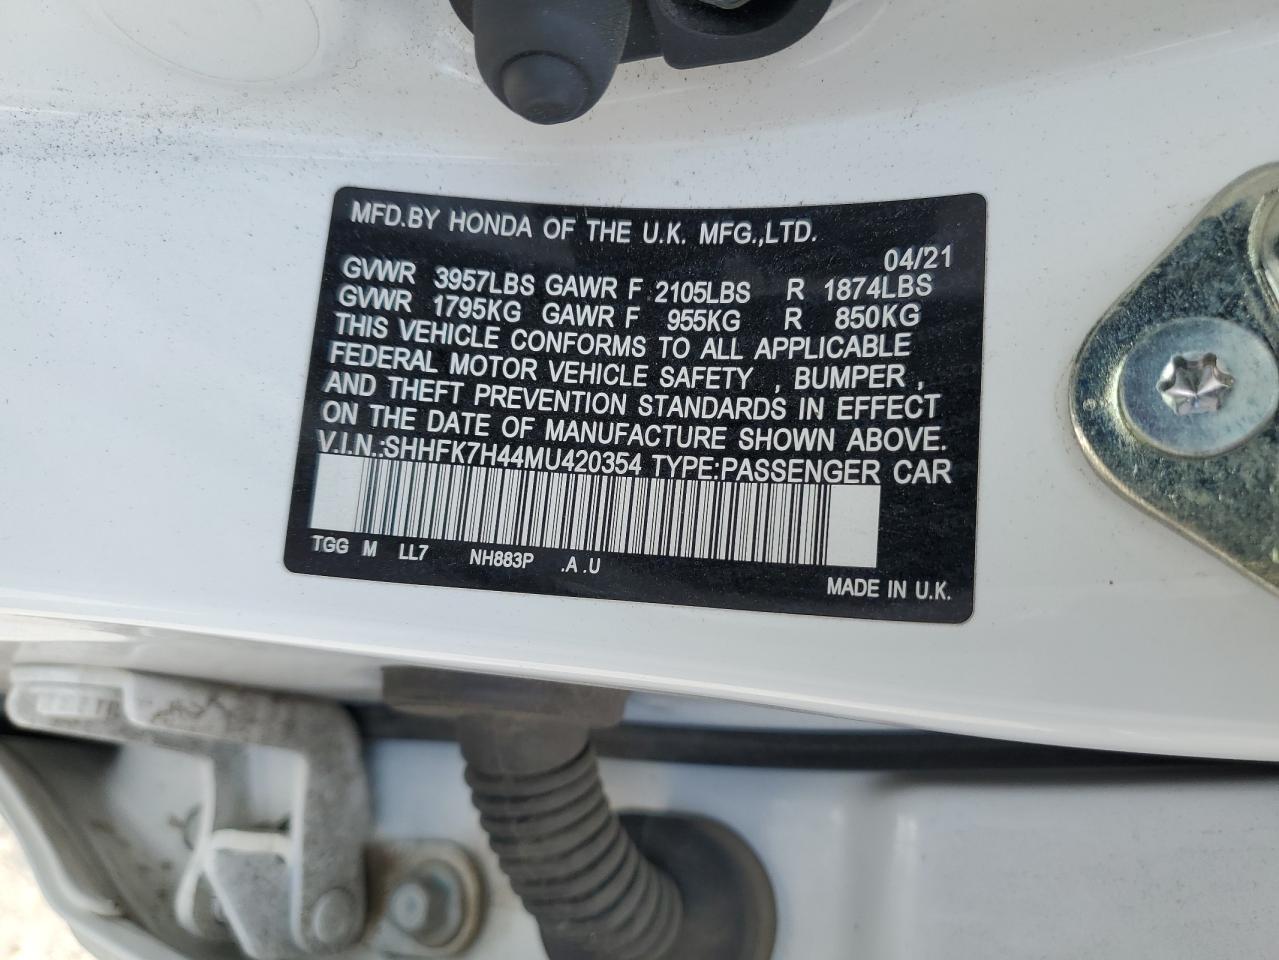 MFD.BY HONDA OF THE U.K. MFG.,LTD.
04/21
GVWR 3957LBS GAWR F 2105LBS R 1874LBS
GVWR 1795KG GAWR F 955KG R 850KG
THIS VEHICLE CONFORMS TO ALL APPLICABLE
FEDERAL MOTOR VEHICLE SAFETY , BUMPER ,
AND THEFT PREVENTION STANDARDS IN EFFECT
ON THE DATE OF MANUFACTURE SHOWN ABOVE.
V.I.N.:SHHFK7H44MU420354 TYPE:PASSENGER CAR
TGG M LL7 NH883P .A .U
MADE IN U.K.